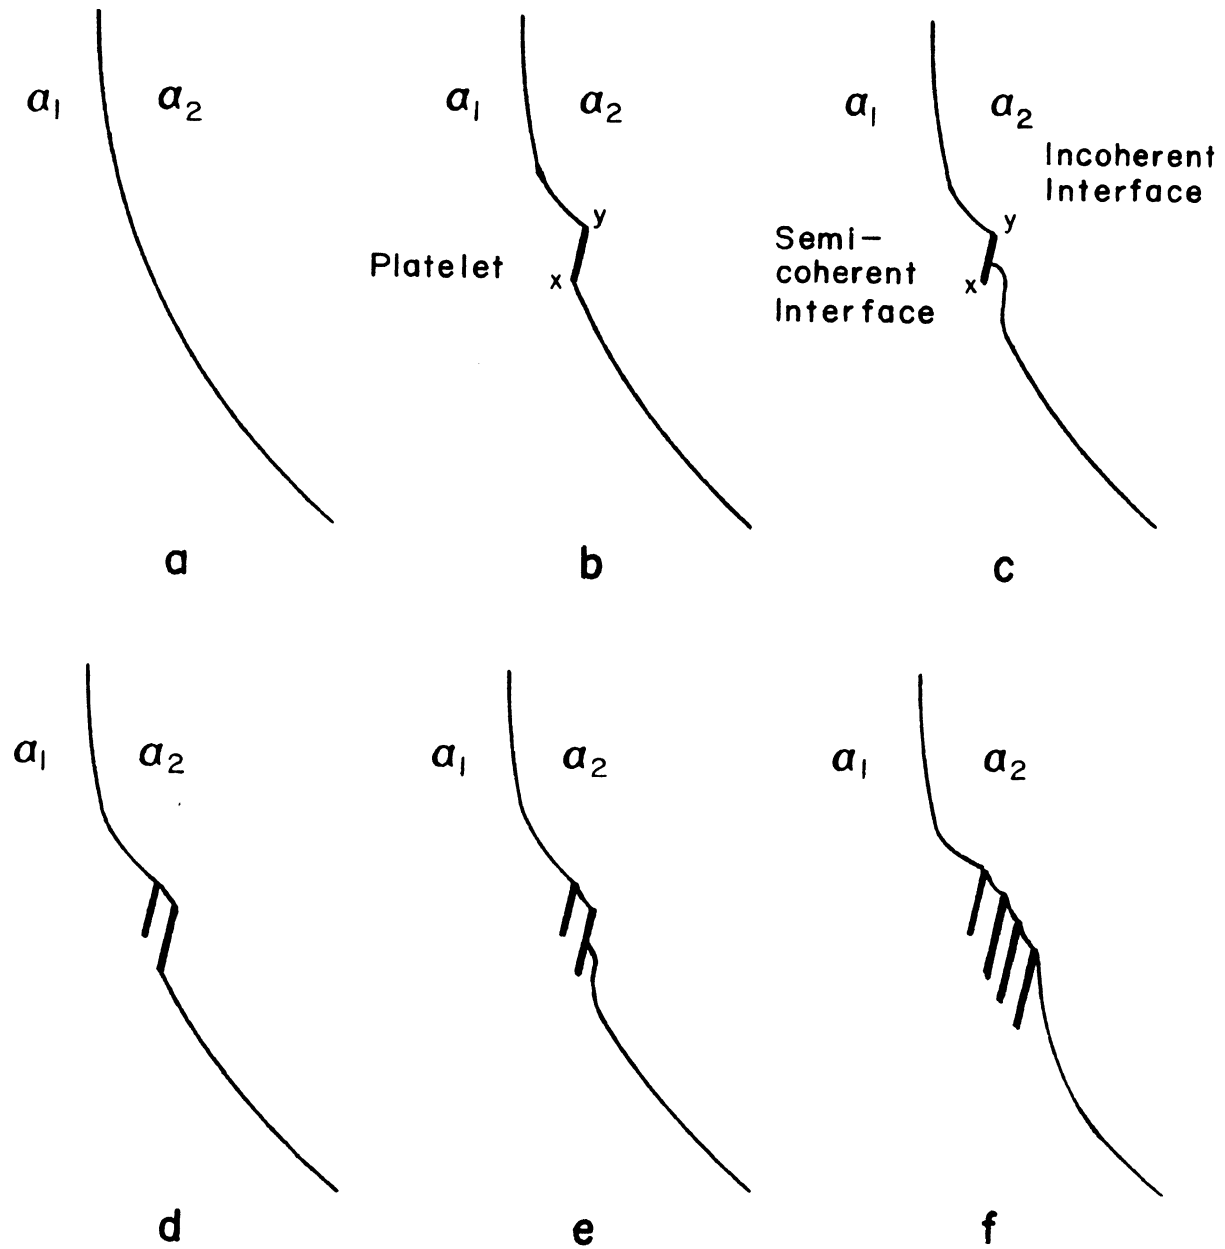 α₁ α₂
α₁ α₂
α₁ α₂
Incoherent
Interface
y
Platelet
x
y
Semi-
coherent
Interface
x
a
b
c
α₁ α₂
α₁ α₂
α₁ α₂
d
e
f